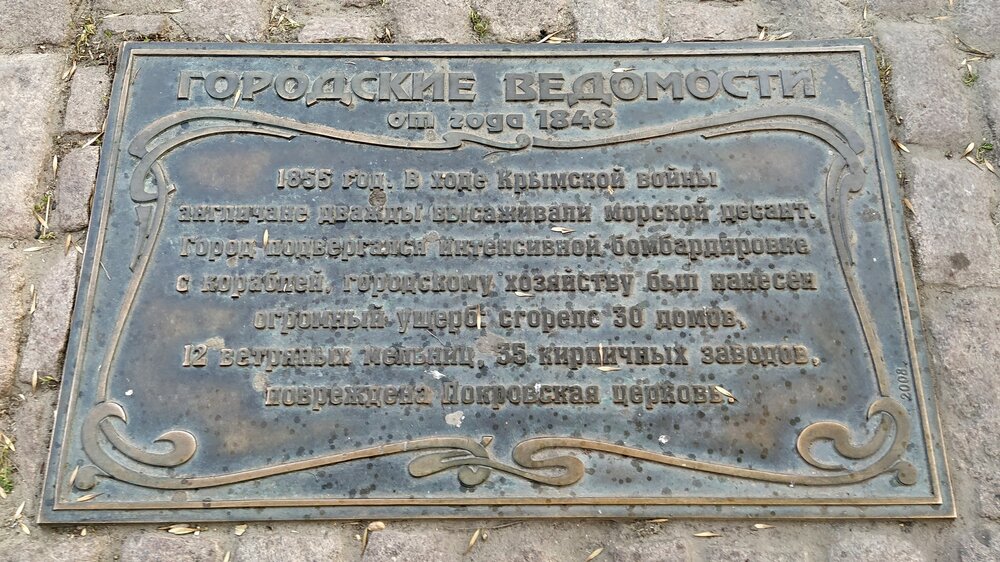 ГОРОДСКИЕ ВЕДОМОСТИ
от года 1848
1855 год. В ходе Крымской войны
англичане дважды высаживали морской десант.
Город подвергался интенсивной бомбардировке
с кораблей, городскому хозяйству был нанесен
огромный ущерб: сгорело 30 домов,
12 ветряных мельниц, 35 кирпичных заводов,
повреждена Покровская церковь.
2008г.